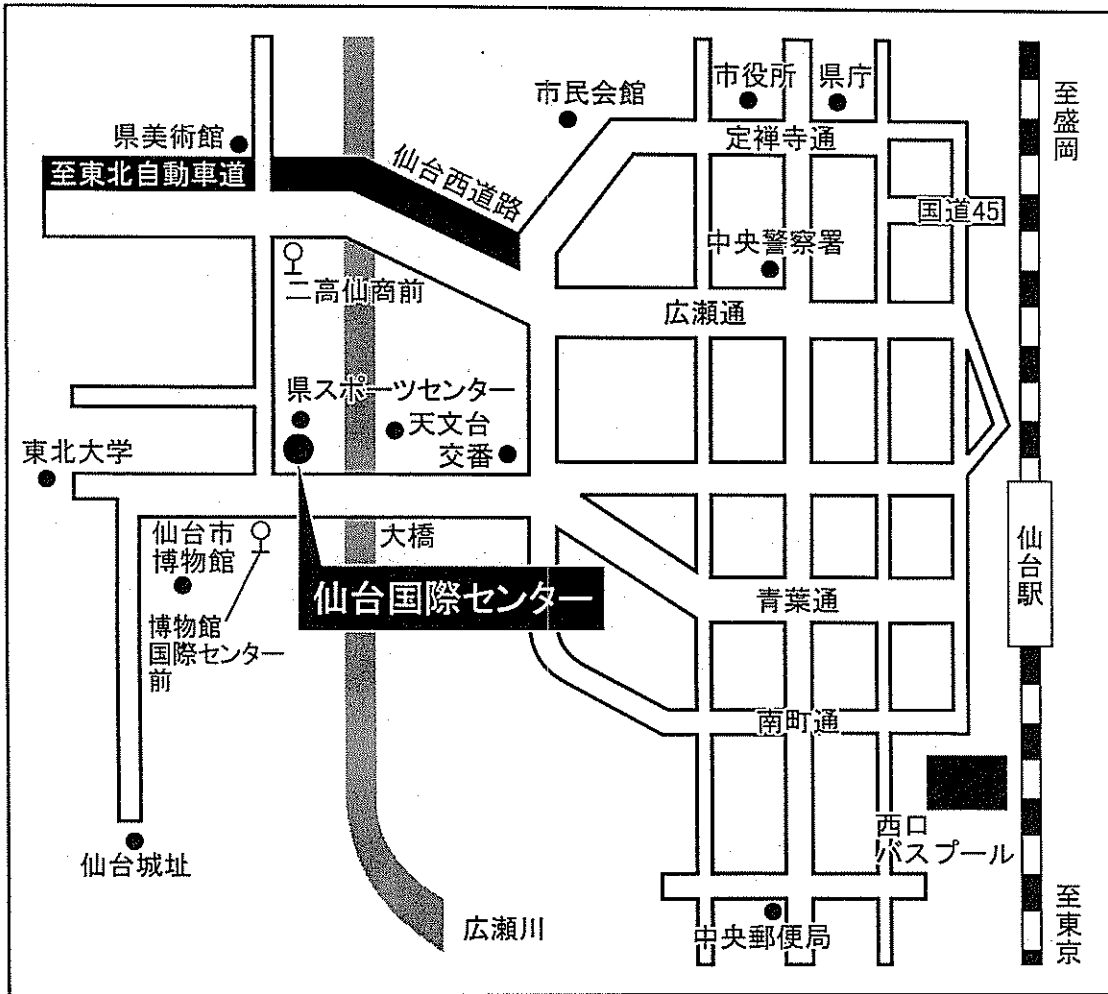 市役所
県庁
市民会館
至盛岡
県美術館
定禅寺通
至東北自動車道
仙台西道路
国道45
中央警察署
二高仙商前
広瀬通
県スポーツセンター
天文台
交番
東北大学
仙台市
博物館
大橋
仙台駅
仙台国際センター
青葉通
博物館
国際センター
前
南町通
西口
バスプール
仙台城址
広瀬川
中央郵便局
至東京